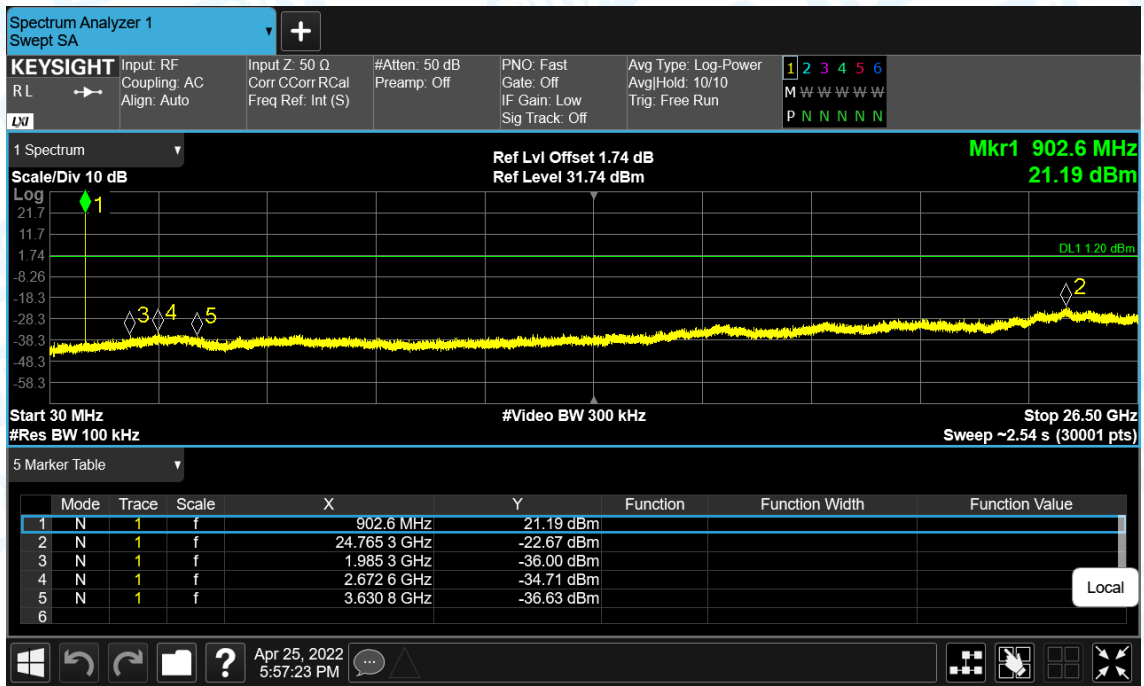 Spectrum Analyzer 1
Swept SA
+
KEYSIGHT
R L
LXI
Input: RF
Coupling: AC
Align: Auto
Input Z: 50 Ω
Corr CCorr RCal
Freq Ref: Int (S)
#Atten: 50 dB
Preamp: Off
PNO: Fast
Gate: Off
IF Gain: Low
Sig Track: Off
Avg Type: Log-Power
Avg|Hold: 10/10
Trig: Free Run
1 2 3 4 5 6
M W W W W W
P N N N N N
1 Spectrum
Scale/Div 10 dB
Ref Lvl Offset 1.74 dB
Ref Level 31.74 dBm
Mkr1 902.6 MHz
21.19 dBm
Log
21.7
11.7
1.74
-8.26
-18.3
-28.3
-38.3
-48.3
-58.3
1
DL1 1.20 dBm
2
3
4
5
Start 30 MHz
#Res BW 100 kHz
#Video BW 300 kHz
Stop 26.50 GHz
Sweep ~2.54 s (30001 pts)
5 Marker Table
Mode Trace Scale X Y Function Function Width Function Value
1 N 1 f 902.6 MHz 21.19 dBm
2 N 1 f 24.765 3 GHz -22.67 dBm
3 N 1 f 1.985 3 GHz -36.00 dBm
4 N 1 f 2.672 6 GHz -34.71 dBm
5 N 1 f 3.630 8 GHz -36.63 dBm
6
Local
?
Apr 25, 2022
5:57:23 PM